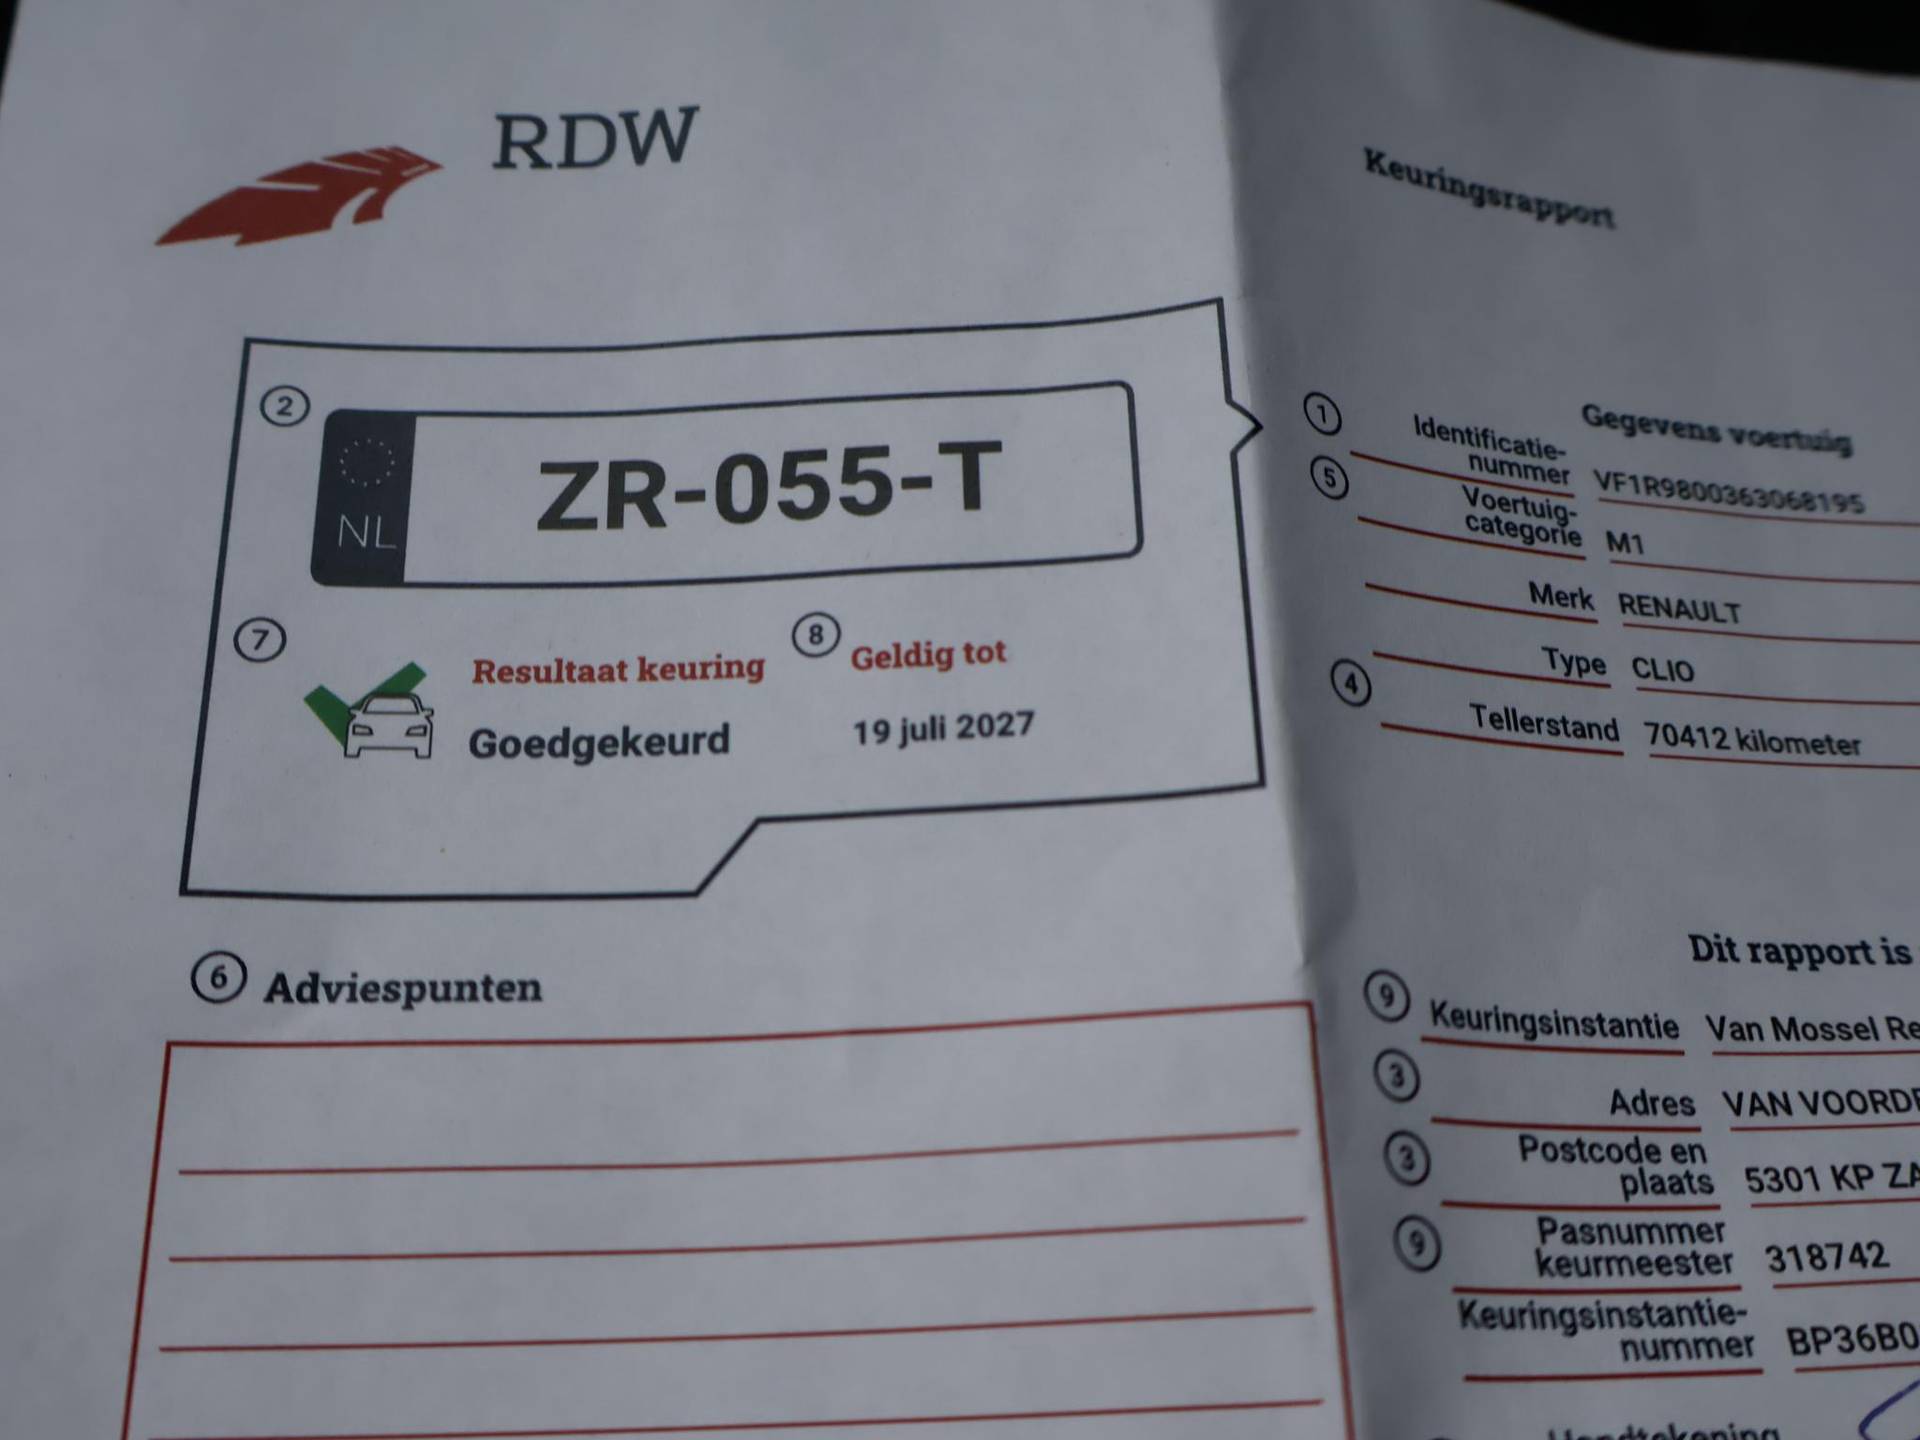 RDW
Keuringsrapport
2
NL
ZR-055-T
7
Resultaat keuring
Goedgekeurd
8
Geldig tot
19 juli 2027
6 Adviespunten
Gegevens voertuig
1
Identificatie-
nummer VF1R9800363068195
5
Voertuig-
categorie M1
Merk RENAULT
Type CLIO
4
Tellerstand 70412 kilometer
Dit rapport is
9
Keuringsinstantie Van Mossel Re
3
Adres VAN VOORDE
3
Postcode en
plaats 5301 KP ZA
9
Pasnummer
keurmeester 318742
Keuringsinstantie-
nummer BP36B0
Handtekening